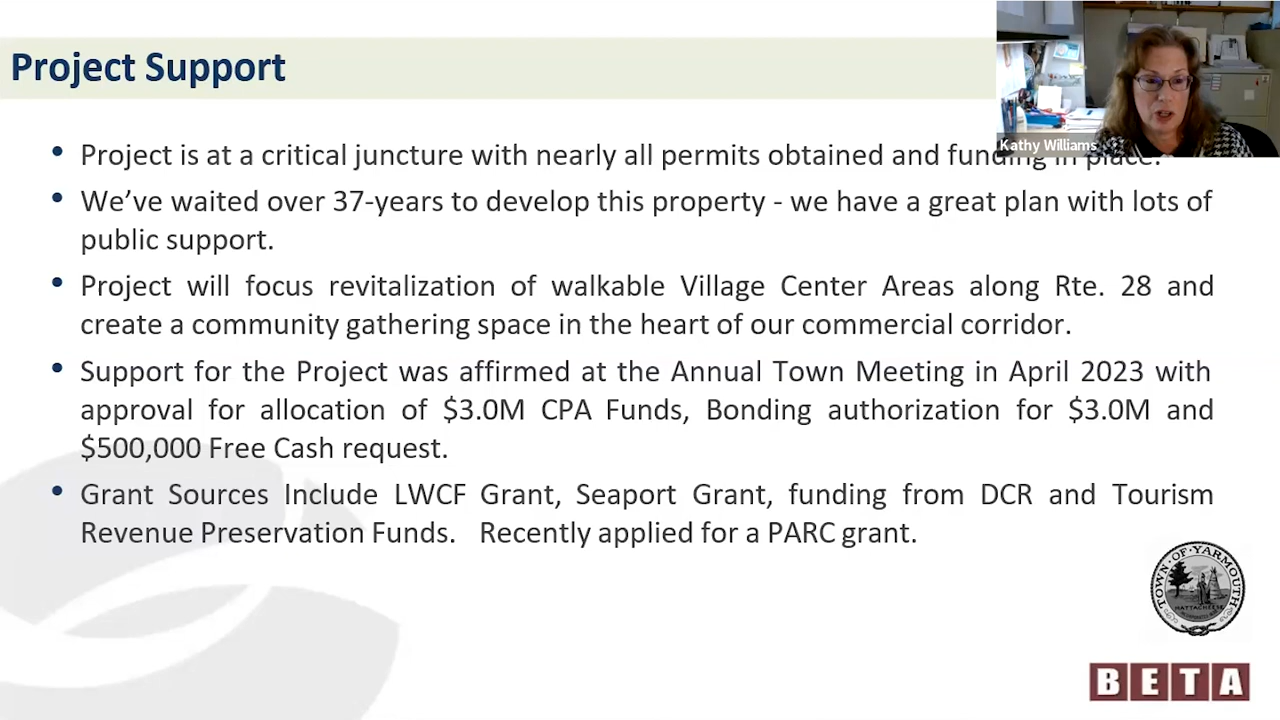 Project Support
Kathy Williams
• Project is at a critical juncture with nearly all permits obtained and funding in place.
• We’ve waited over 37-years to develop this property - we have a great plan with lots of
public support.
• Project will focus revitalization of walkable Village Center Areas along Rte. 28 and
create a community gathering space in the heart of our commercial corridor.
• Support for the Project was affirmed at the Annual Town Meeting in April 2023 with
approval for allocation of $3.0M CPA Funds, Bonding authorization for $3.0M and
$500,000 Free Cash request.
• Grant Sources Include LWCF Grant, Seaport Grant, funding from DCR and Tourism
Revenue Preservation Funds. Recently applied for a PARC grant.
TOWN·OF·YARMOUTH
MATTACHEESE
BETA